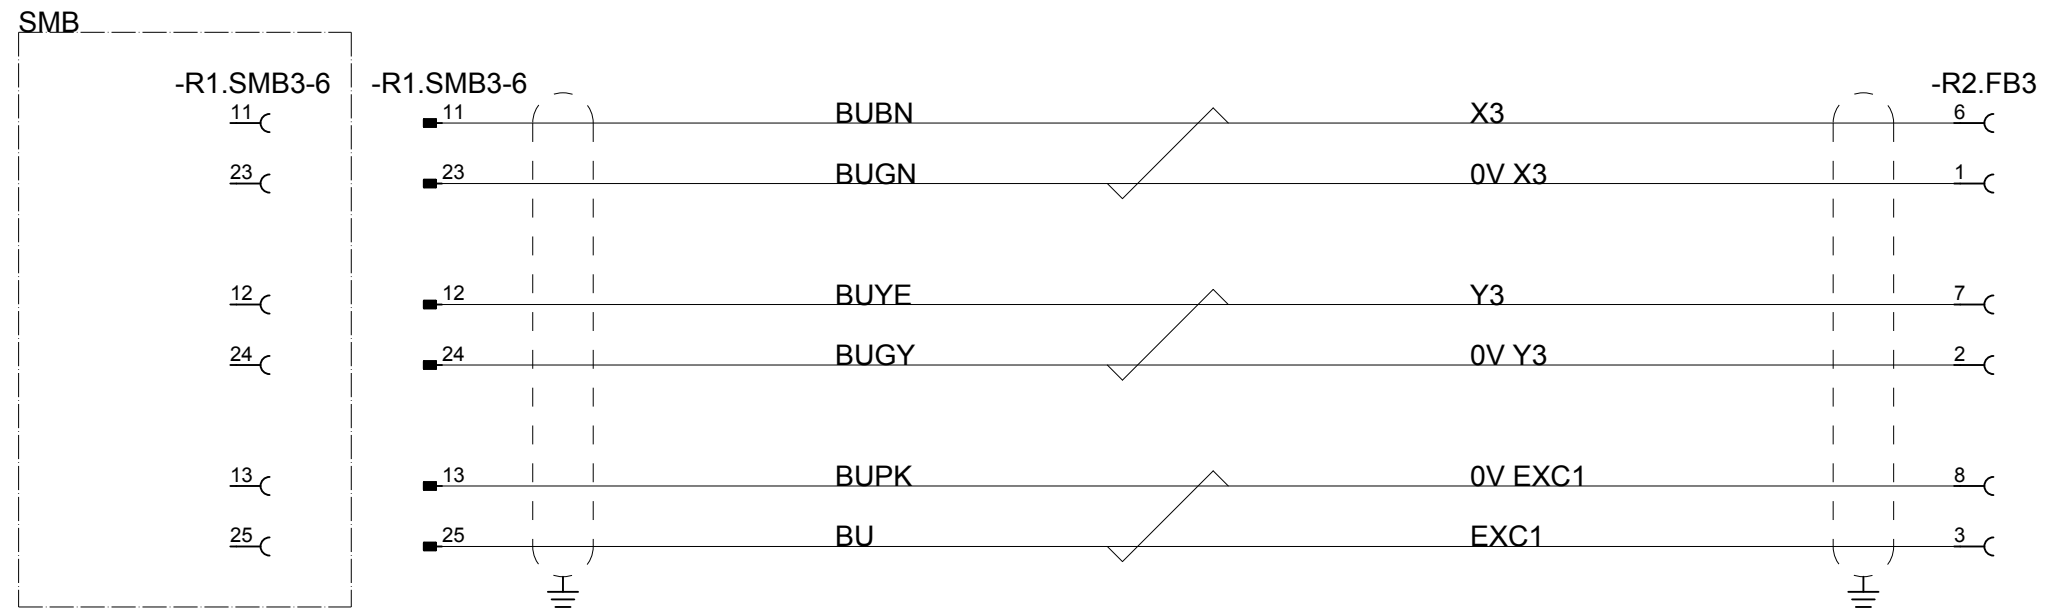 SMB
-R1.SMB3-6 -R1.SMB3-6 -R2.FB3
11 11 BUBN X3 6
23 23 BUGN 0V X3 1
12 12 BUYE Y3 7
24 24 BUGY 0V Y3 2
13 13 BUPK 0V EXC1 8
25 25 BU EXC1 3